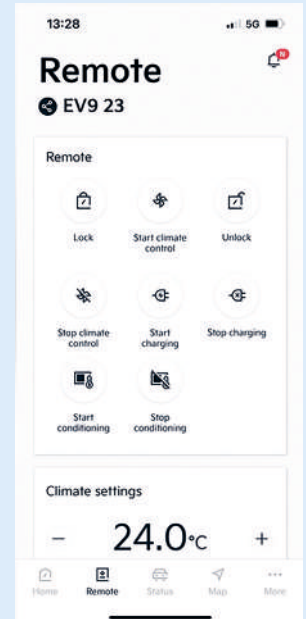 13:28
5G
Remote
N
EV9 23
Remote
Lock
Start climate
control
Unlock
Stop climate
control
Start
charging
Stop charging
Start
conditioning
Stop
conditioning
Climate settings
− 24.0°C +
Home Remote Status Map More